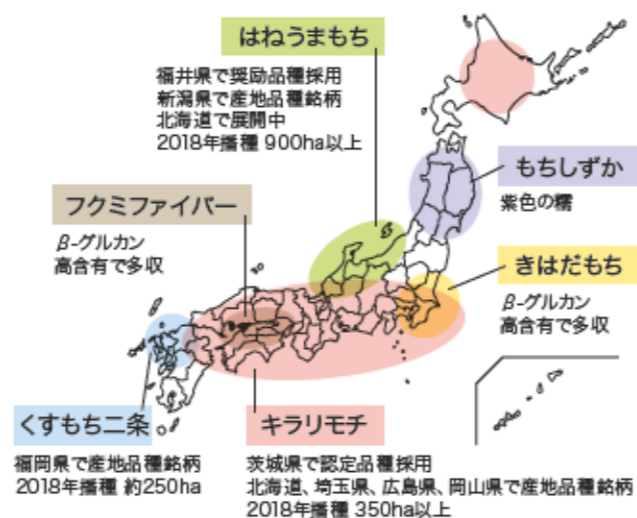 はねうまもち
福井県で奨励品種採用
新潟県で産地品種銘柄
北海道で展開中
2018年播種 900ha以上
もちしずか
紫色の糯
フクミファイバー
β-グルカン
高含有で多収
きはだもち
β-グルカン
高含有で多収
くすもち二条
福岡県で産地品種銘柄
2018年播種 約250ha
キラリモチ
茨城県で認定品種採用
北海道、埼玉県、広島県、岡山県で産地品種銘柄
2018年播種 350ha以上